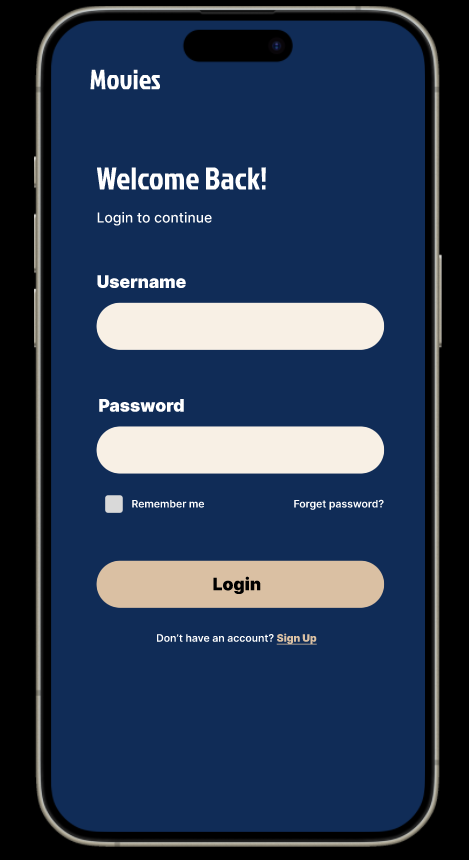 Movies
Welcome Back!
Login to continue
Username
Password
Remember me Forget password?
Login
Don't have an account? Sign Up